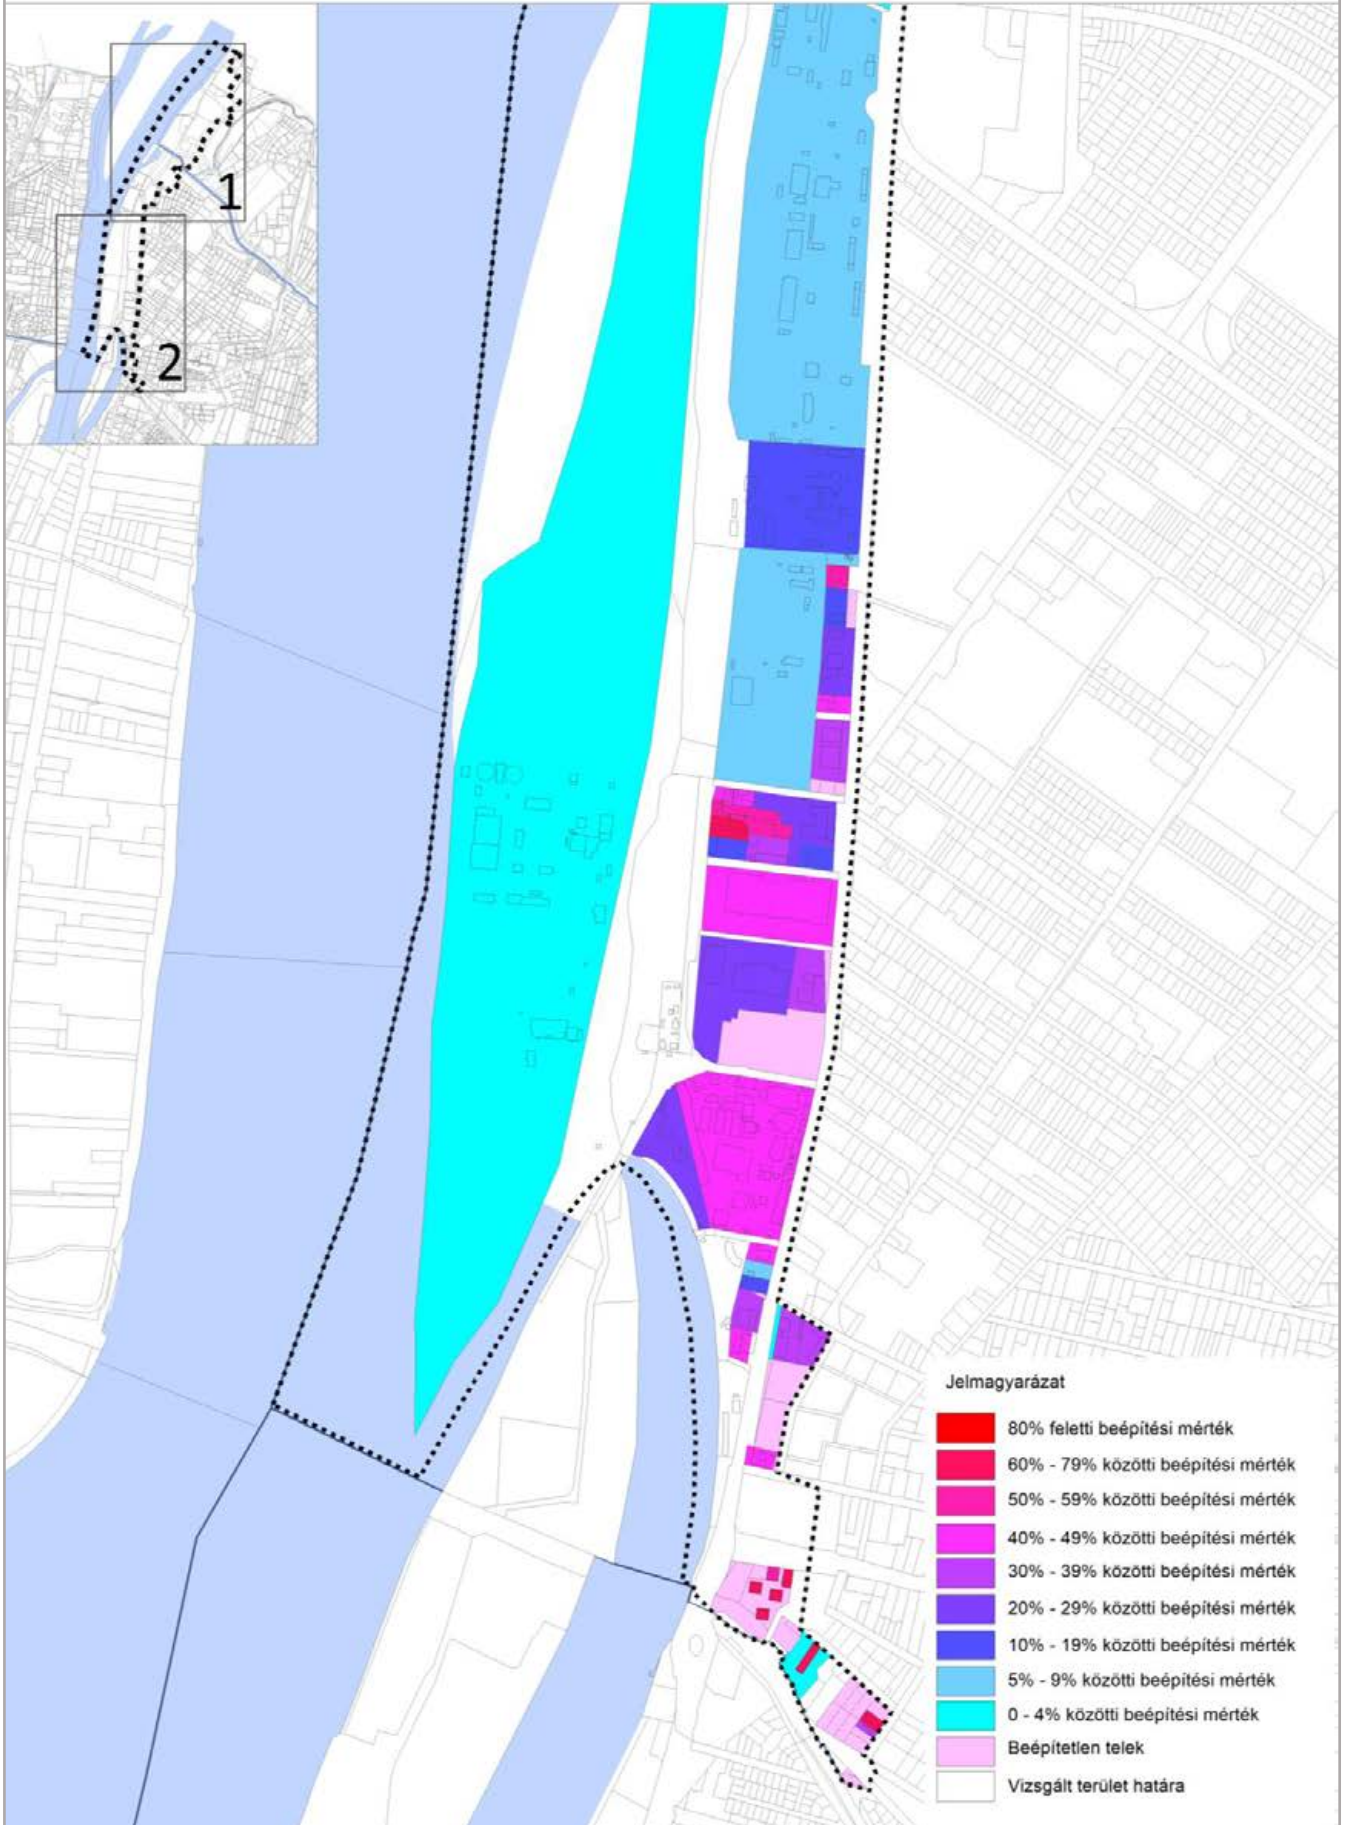 1
2
Jelmagyarázat
80% feletti beépítési mérték
60% - 79% közötti beépítési mérték
50% - 59% közötti beépítési mérték
40% - 49% közötti beépítési mérték
30% - 39% közötti beépítési mérték
20% - 29% közötti beépítési mérték
10% - 19% közötti beépítési mérték
5% - 9% közötti beépítési mérték
0 - 4% közötti beépítési mérték
Beépítetlen telek
Vizsgált terület határa